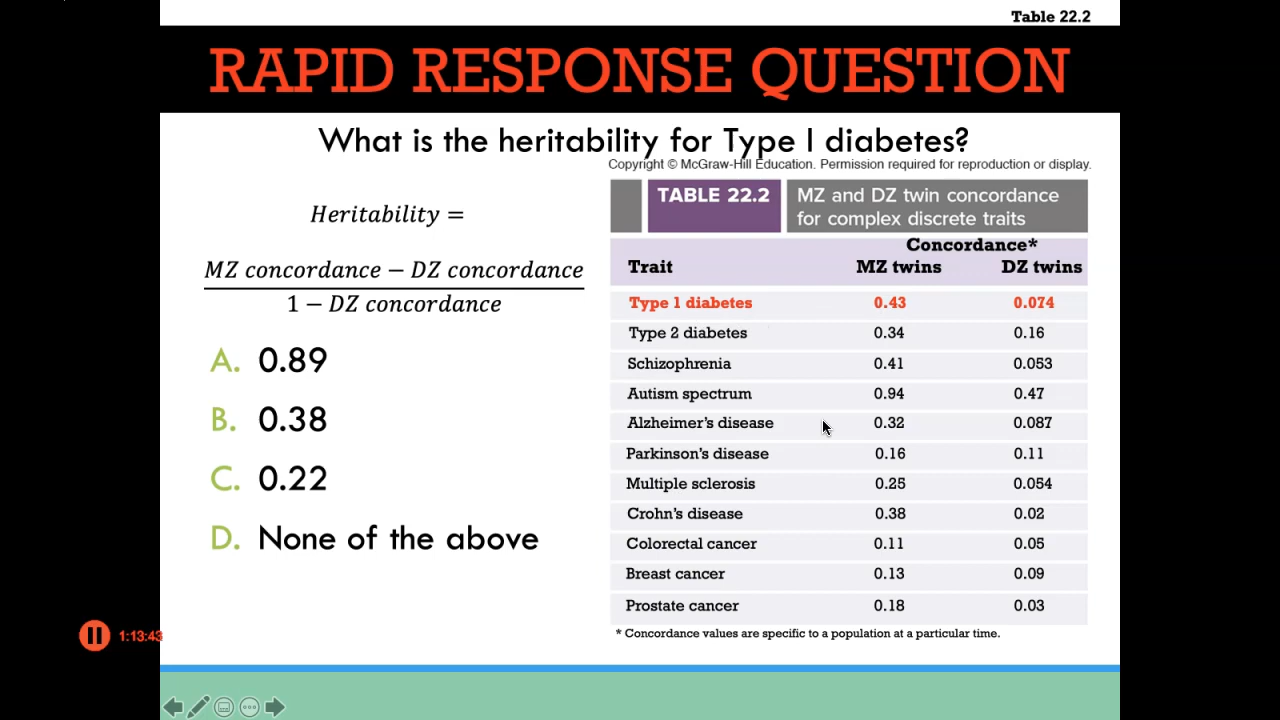 Table 22.2
RAPID RESPONSE QUESTION
What is the heritability for Type I diabetes?
Copyright © McGraw-Hill Education. Permission required for reproduction or display.
Heritability =
MZ concordance − DZ concordance
1 − DZ concordance
A. 0.89
B. 0.38
C. 0.22
D. None of the above
TABLE 22.2
MZ and DZ twin concordance
for complex discrete traits
Concordance*
Trait MZ twins DZ twins
Type 1 diabetes 0.43 0.074
Type 2 diabetes 0.34 0.16
Schizophrenia 0.41 0.053
Autism spectrum 0.94 0.47
Alzheimer's disease 0.32 0.087
Parkinson's disease 0.16 0.11
Multiple sclerosis 0.25 0.054
Crohn's disease 0.38 0.02
Colorectal cancer 0.11 0.05
Breast cancer 0.13 0.09
Prostate cancer 0.18 0.03
* Concordance values are specific to a population at a particular time.
1:13:43